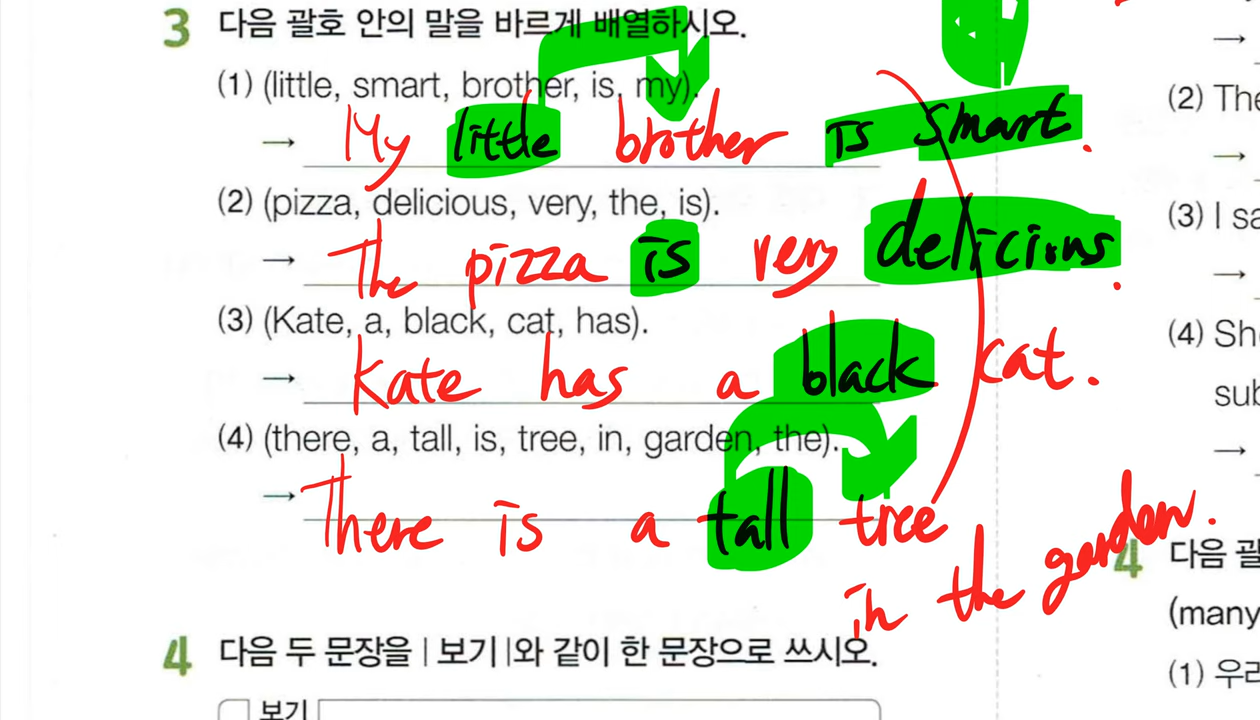 3 다음 괄호 안의 말을 바르게 배열하시오.
(1) (little, smart, brother, is, my).
→ My little brother is smart.
(2) (pizza, delicious, very, the, is).
→ The pizza is very delicious.
(3) (Kate, a, black, cat, has).
→ Kate has a black cat.
(4) (there, a, tall, is, tree, in, garden, the).
→ There is a tall tree
in the garden.
4 다음 두 문장을 | 보기 |와 같이 한 문장으로 쓰시오.
보기
→
(2) The
→
(3) I sa
→
(4) Sh
sub
→
4 다음 괄
(many
(1) 우리